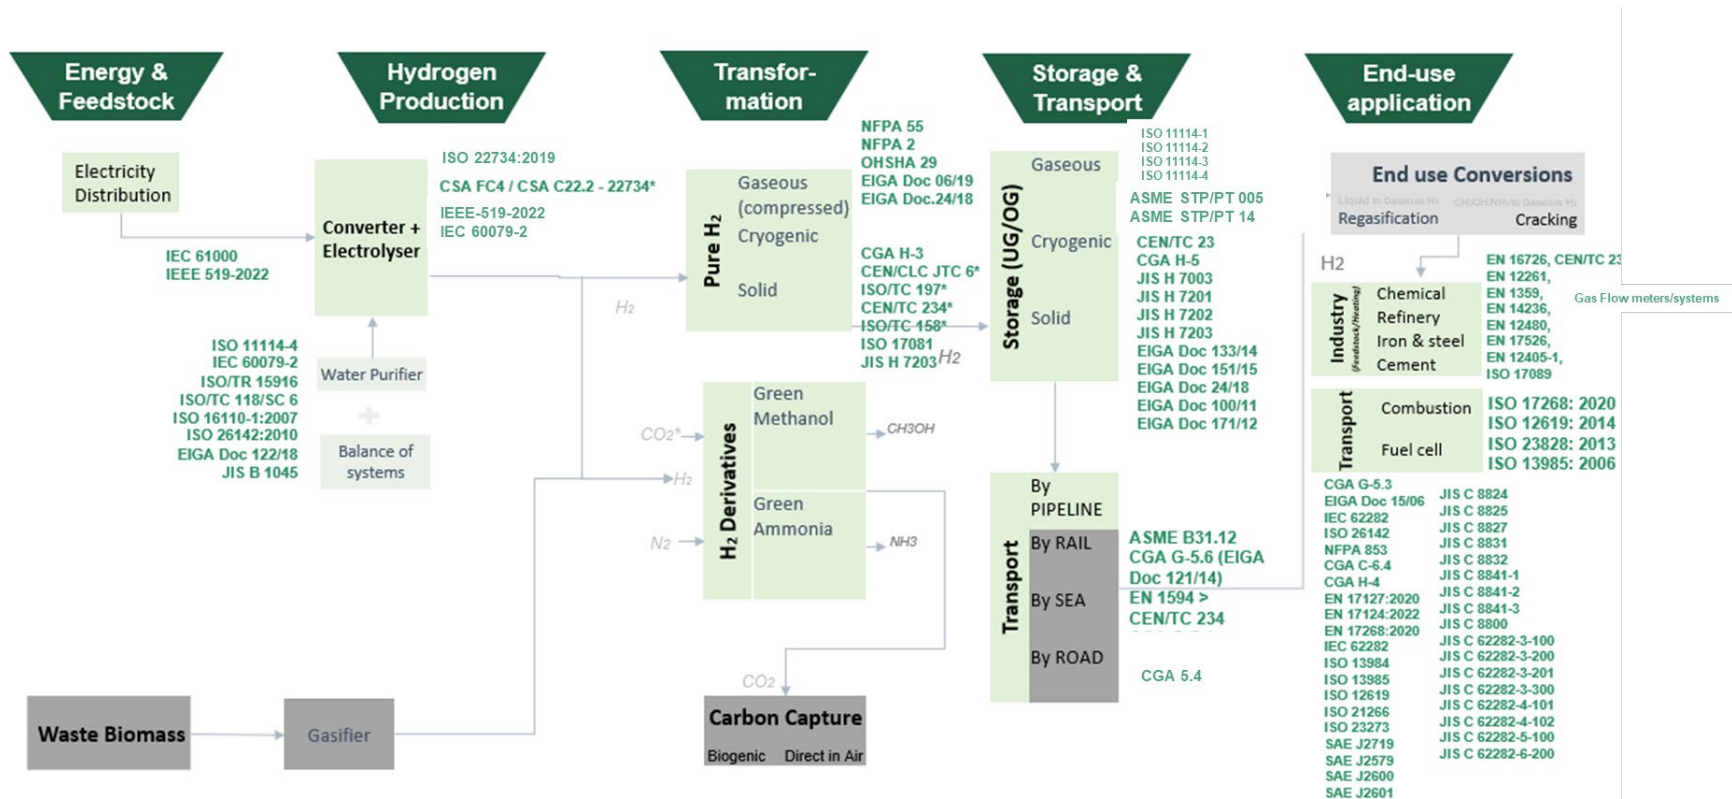 Energy &
Feedstock
Hydrogen
Production
Transfor-
mation
Storage &
Transport
End-use
application
Electricity
Distribution
IEC 61000
IEEE 519-2022
Converter +
Electrolyser
ISO 22734:2019
CSA FC4 / CSA C22.2 - 22734*
IEEE-519-2022
IEC 60079-2
ISO 11114-4
IEC 60079-2
ISO/TR 15916
ISO/TC 118/SC 6
ISO 16110-1:2007
ISO 26142:2010
EIGA Doc 122/18
JIS B 1045
Water Purifier
Balance of
systems
Waste Biomass
Gasifier
H2
Pure H2
Gaseous
(compressed)
Cryogenic
Solid
NFPA 55
NFPA 2
OHSHA 29
EIGA Doc 06/19
EIGA Doc.24/18
CGA H-3
CEN/CLC JTC 6*
ISO/TC 197*
CEN/TC 234*
ISO/TC 158*
ISO 17081
JIS H 7203
H2
CO2*
H2
N2
H2 Derivatives
Green
Methanol
Green
Ammonia
CH3OH
NH3
CO2
Carbon Capture
Biogenic Direct in Air
Storage (UG/OG)
Gaseous
Cryogenic
Solid
ISO 11114-1
ISO 11114-2
ISO 11114-3
ISO 11114-4
ASME STP/PT 005
ASME STP/PT 14
CEN/TC 23
CGA H-5
JIS H 7003
JIS H 7201
JIS H 7202
JIS H 7203
EIGA Doc 133/14
EIGA Doc 151/15
EIGA Doc 24/18
EIGA Doc 100/11
EIGA Doc 171/12
Transport
By
PIPELINE
By RAIL
By SEA
By ROAD
ASME B31.12
CGA G-5.6 (EIGA
Doc 121/14)
EN 1594 >
CEN/TC 234
CGA 5.4
End use Conversions
Liquid to Gaseous H2 CH3OH/NH3 to Gaseous H2
Regasification Cracking
H2
Industry
(Feedstock/Heating)
Chemical
Refinery
Iron & steel
Cement
EN 16726, CEN/TC 23
EN 12261,
EN 1359,
EN 14236,
EN 12480,
EN 17526,
EN 12405-1,
ISO 17089
Gas Flow meters/systems
Transport
Combustion
Fuel cell
ISO 17268: 2020
ISO 12619: 2014
ISO 23828: 2013
ISO 13985: 2006
CGA G-5.3
EIGA Doc 15/06
IEC 62282
ISO 26142
NFPA 853
CGA C-6.4
CGA H-4
EN 17127:2020
EN 17124:2022
EN 17268:2020
IEC 62282
ISO 13984
ISO 13985
ISO 12619
ISO 21266
ISO 23273
SAE J2719
SAE J2579
SAE J2600
SAE J2601
JIS C 8824
JIS C 8825
JIS C 8827
JIS C 8831
JIS C 8832
JIS C 8841-1
JIS C 8841-2
JIS C 8841-3
JIS C 8800
JIS C 62282-3-100
JIS C 62282-3-200
JIS C 62282-3-201
JIS C 62282-3-300
JIS C 62282-4-101
JIS C 62282-4-102
JIS C 62282-5-100
JIS C 62282-6-200